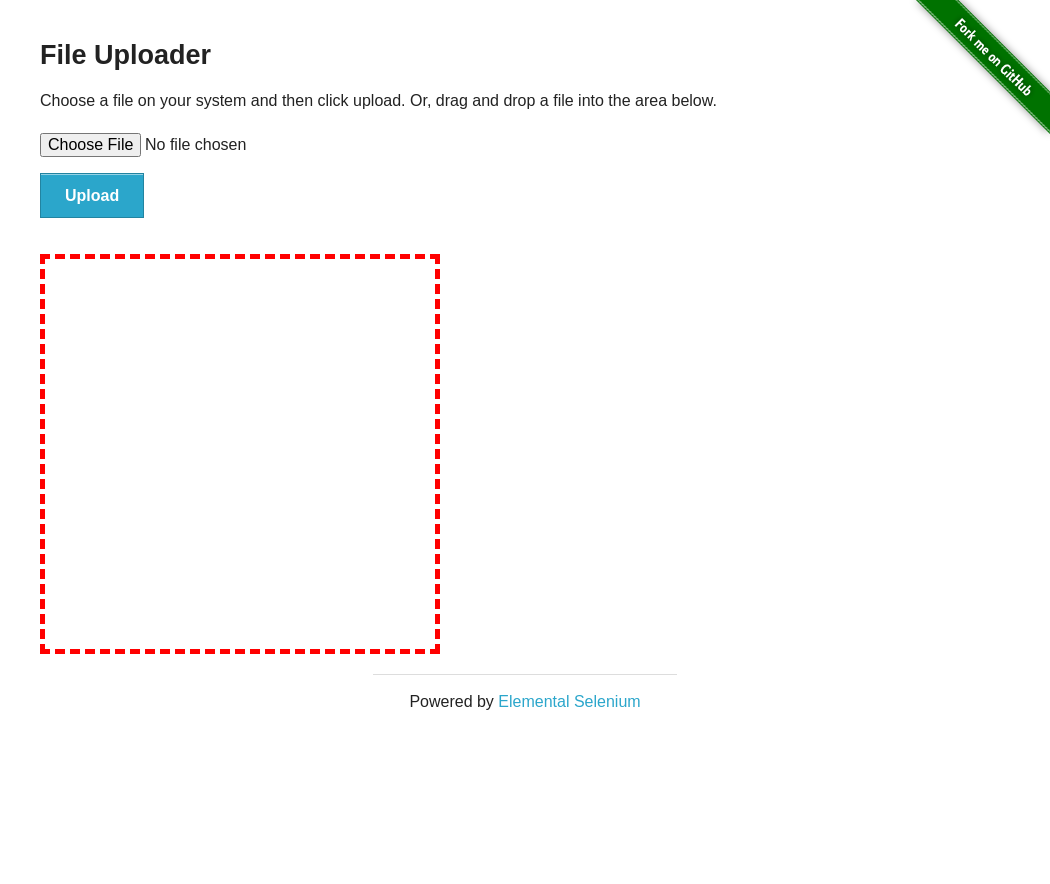 Fork me on GitHub
File Uploader
Choose a file on your system and then click upload. Or, drag and drop a file into the area below.
Choose File No file chosen
Upload
Powered by Elemental Selenium